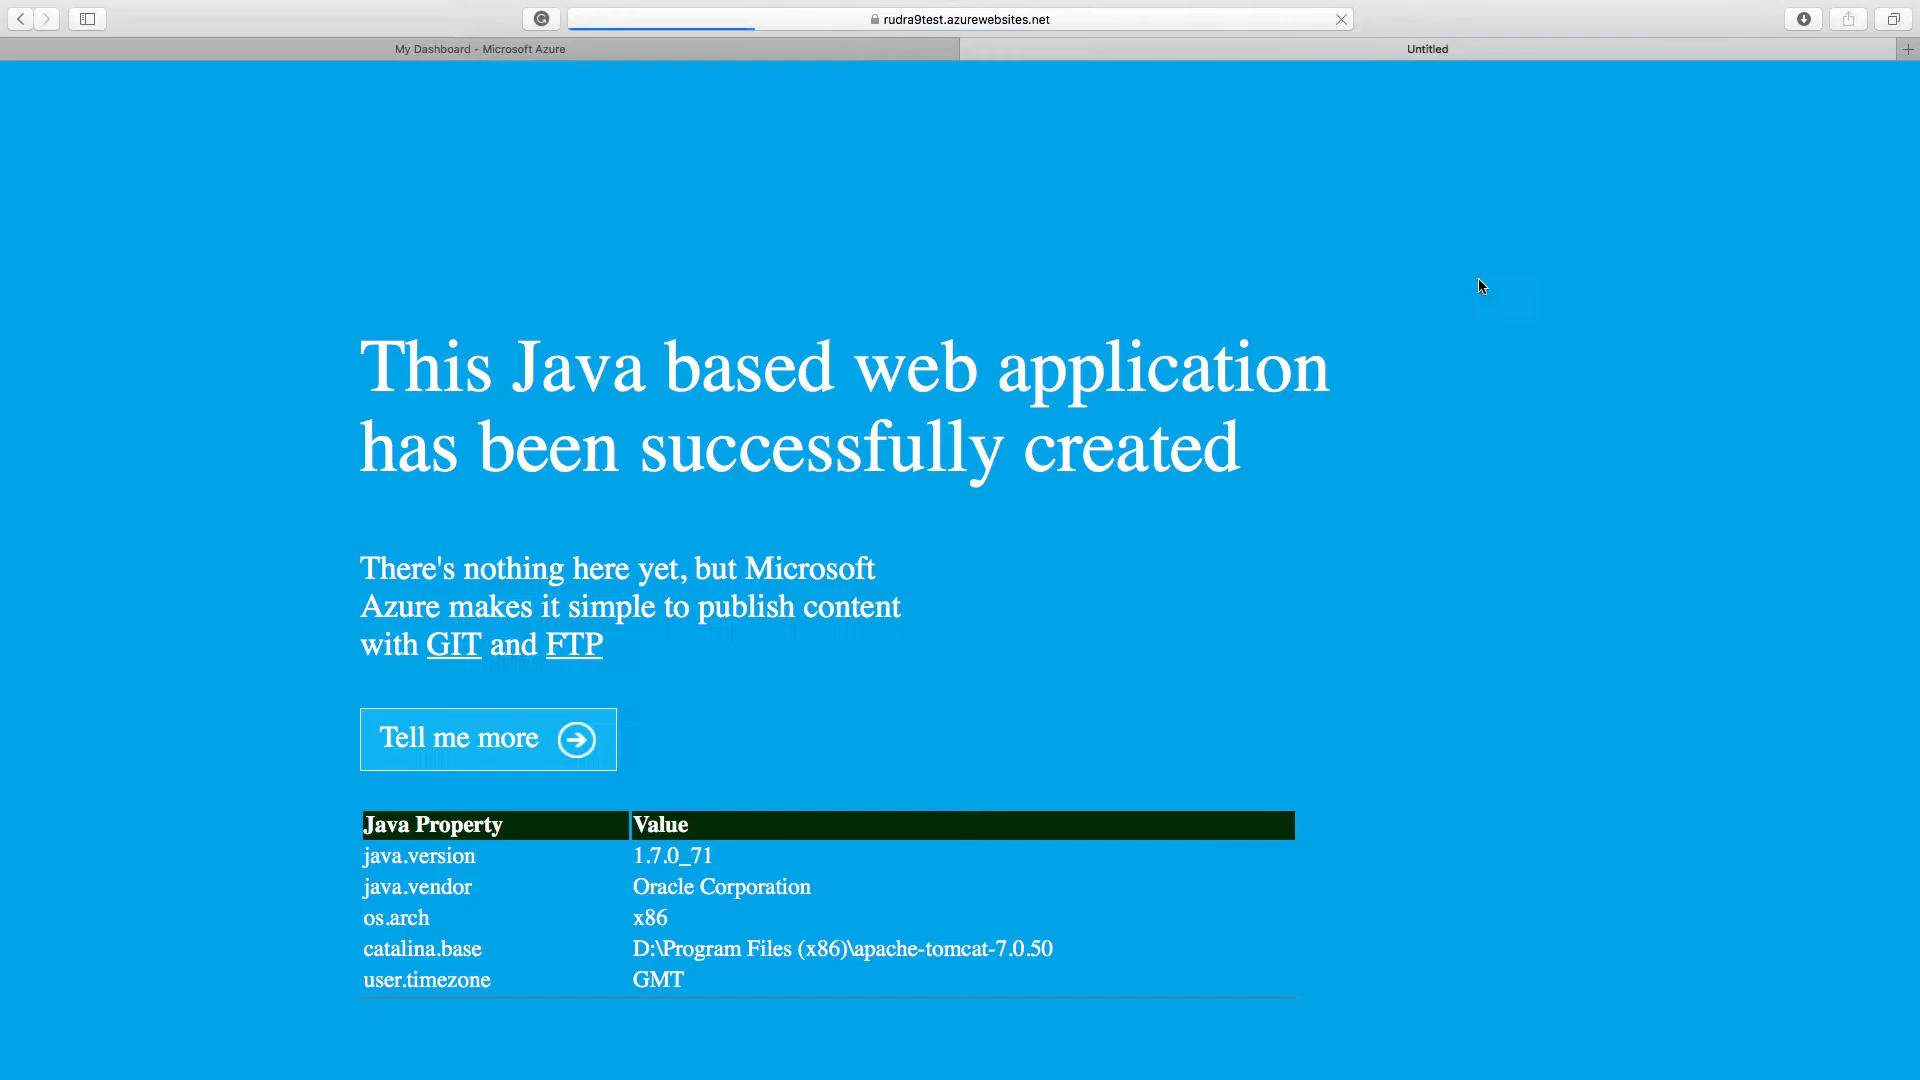 rudra9test.azurewebsites.net
My Dashboard - Microsoft Azure
Untitled
This Java based web application
has been successfully created
There's nothing here yet, but Microsoft
Azure makes it simple to publish content
with GIT and FTP
Tell me more
Java Property Value
java.version 1.7.0_71
java.vendor Oracle Corporation
os.arch x86
catalina.base D:\Program Files (x86)\apache-tomcat-7.0.50
user.timezone GMT